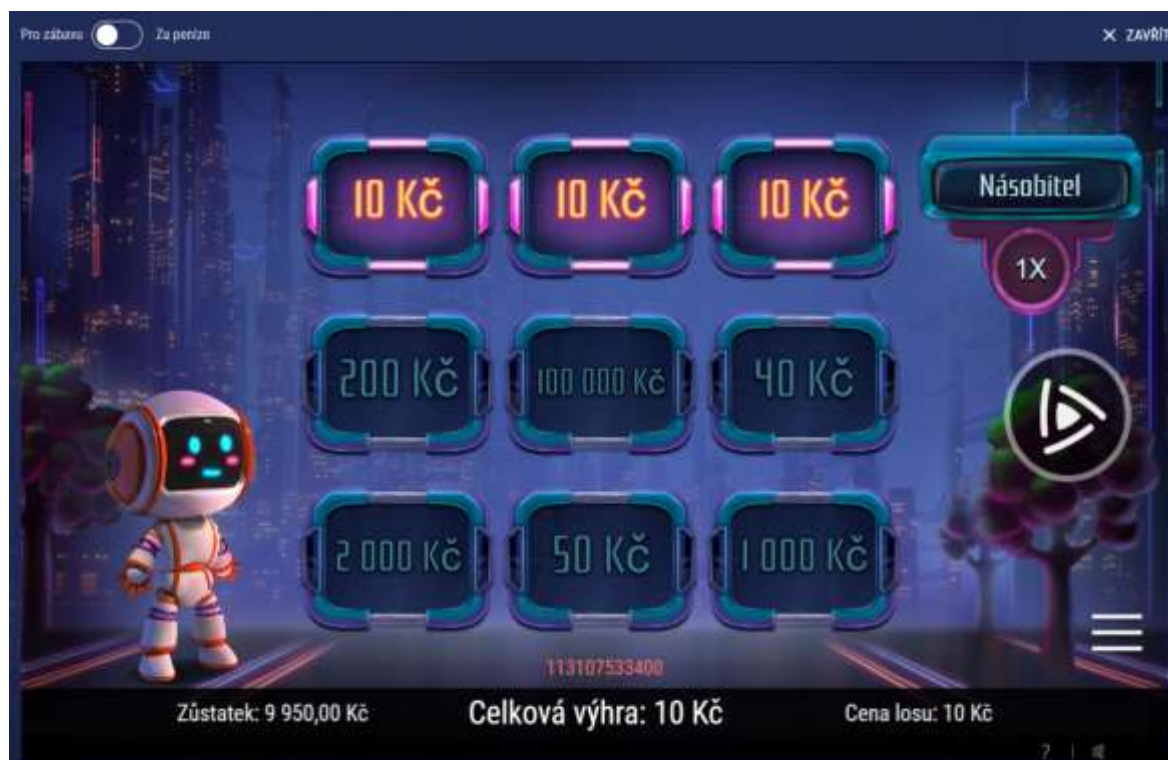 Pro zábavu Za peníze × ZAVŘÍT
10 Kč 10 Kč 10 Kč
Násobitel
1X
200 Kč 100 000 Kč 40 Kč
2 000 Kč 50 Kč 1 000 Kč
113107533400
Zůstatek: 9 950,00 Kč Celková výhra: 10 Kč Cena losu: 10 Kč
?